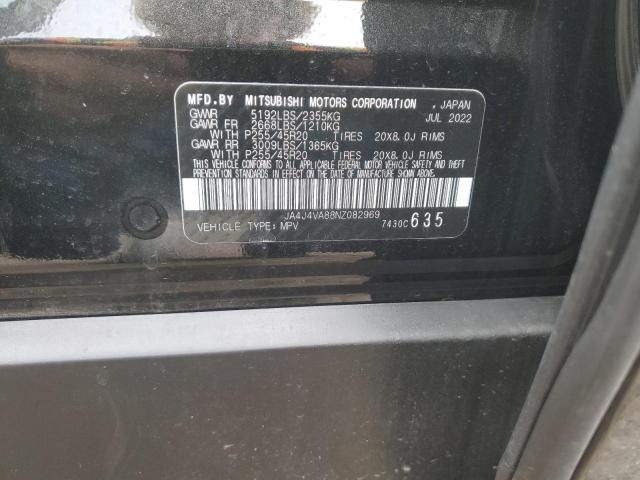 MFD.BY MITSUBISHI MOTORS CORPORATION , JAPAN
GVWR 5192LBS/2355KG JUL 2022
GAWR FR 2668LBS/1210KG
WITH P255/45R20 TIRES 20X8.0J RIMS
GAWR RR 3009LBS/1365KG
WITH P255/45R20 TIRES 20X8.0J RIMS
THIS VEHICLE CONFORMS TO ALL APPLICABLE FEDERAL
MOTOR VEHICLE SAFETY AND THEFT PREVENTION
STANDARDS IN EFFECT ON THE DATE OF MANUFACTURE
SHOWN ABOVE.
JA4J4VA88NZ082969
VEHICLE TYPE: MPV 7430C 635